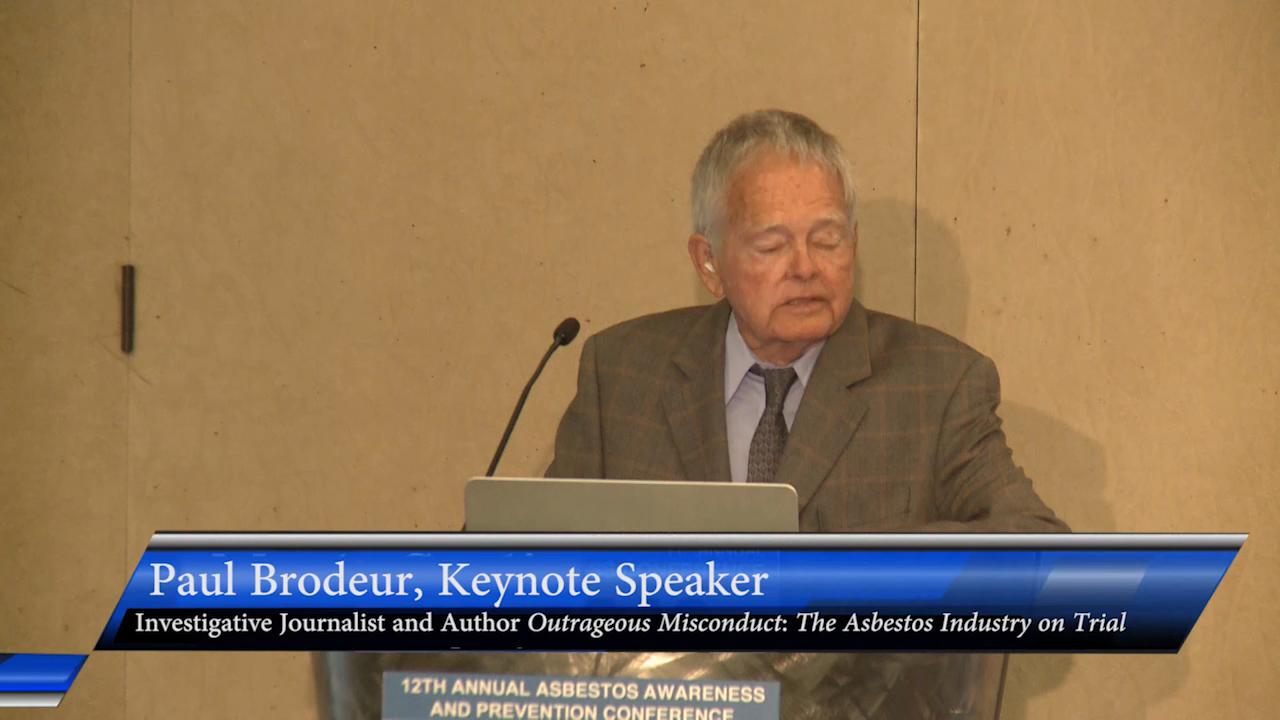 Paul Brodeur, Keynote Speaker
Investigative Journalist and Author Outrageous Misconduct: The Asbestos Industry on Trial
12TH ANNUAL ASBESTOS AWARENESS
AND PREVENTION CONFERENCE